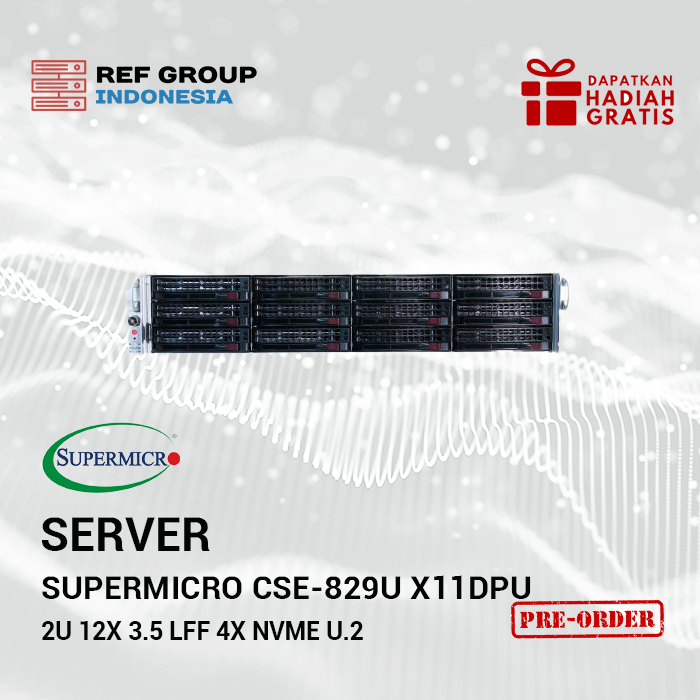 REF GROUP
INDONESIA
DAPATKAN
HADIAH
GRATIS
SUPERMICRO
SERVER
SUPERMICRO CSE-829U X11DPU
2U 12X 3.5 LFF 4X NVME U.2
PRE-ORDER